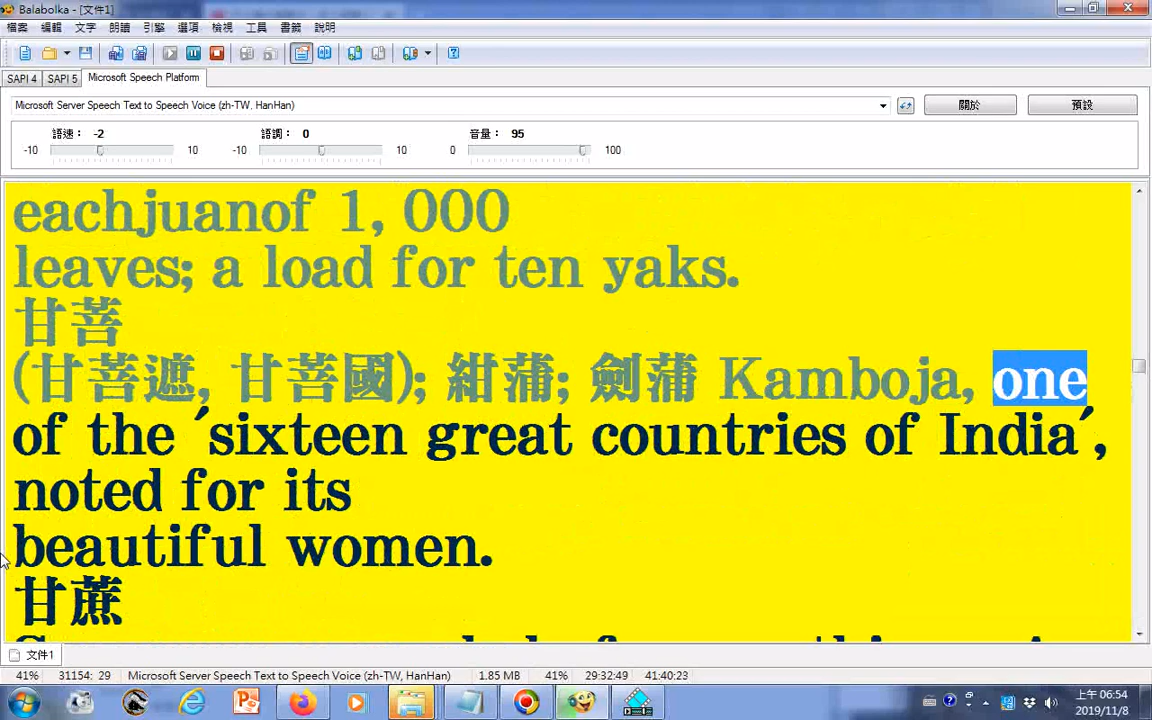 Balabolka - [文件1]
檔案 編輯 文字 朗讀 引擎 選項 檢視 工具 書籤 說明
SAPI 4 SAPI 5 Microsoft Speech Platform
Microsoft Server Speech Text to Speech Voice (zh-TW, HanHan) 關於 預設
語速： -2 語調： 0 音量： 95
-10 10 -10 10 0 100
eachjuanof 1, 000
leaves; a load for ten yaks.
甘菩
(甘菩遮, 甘菩國); 紺蒲; 劍蒲 Kamboja, one
of the ′sixteen great countries of India′,
noted for its
beautiful women.
甘蔗
文件1
41% 31154: 29 Microsoft Server Speech Text to Speech Voice (zh-TW, HanHan) 1.85 MB 41% 29:32:49 41:40:23
上午 06:54
2019/11/8